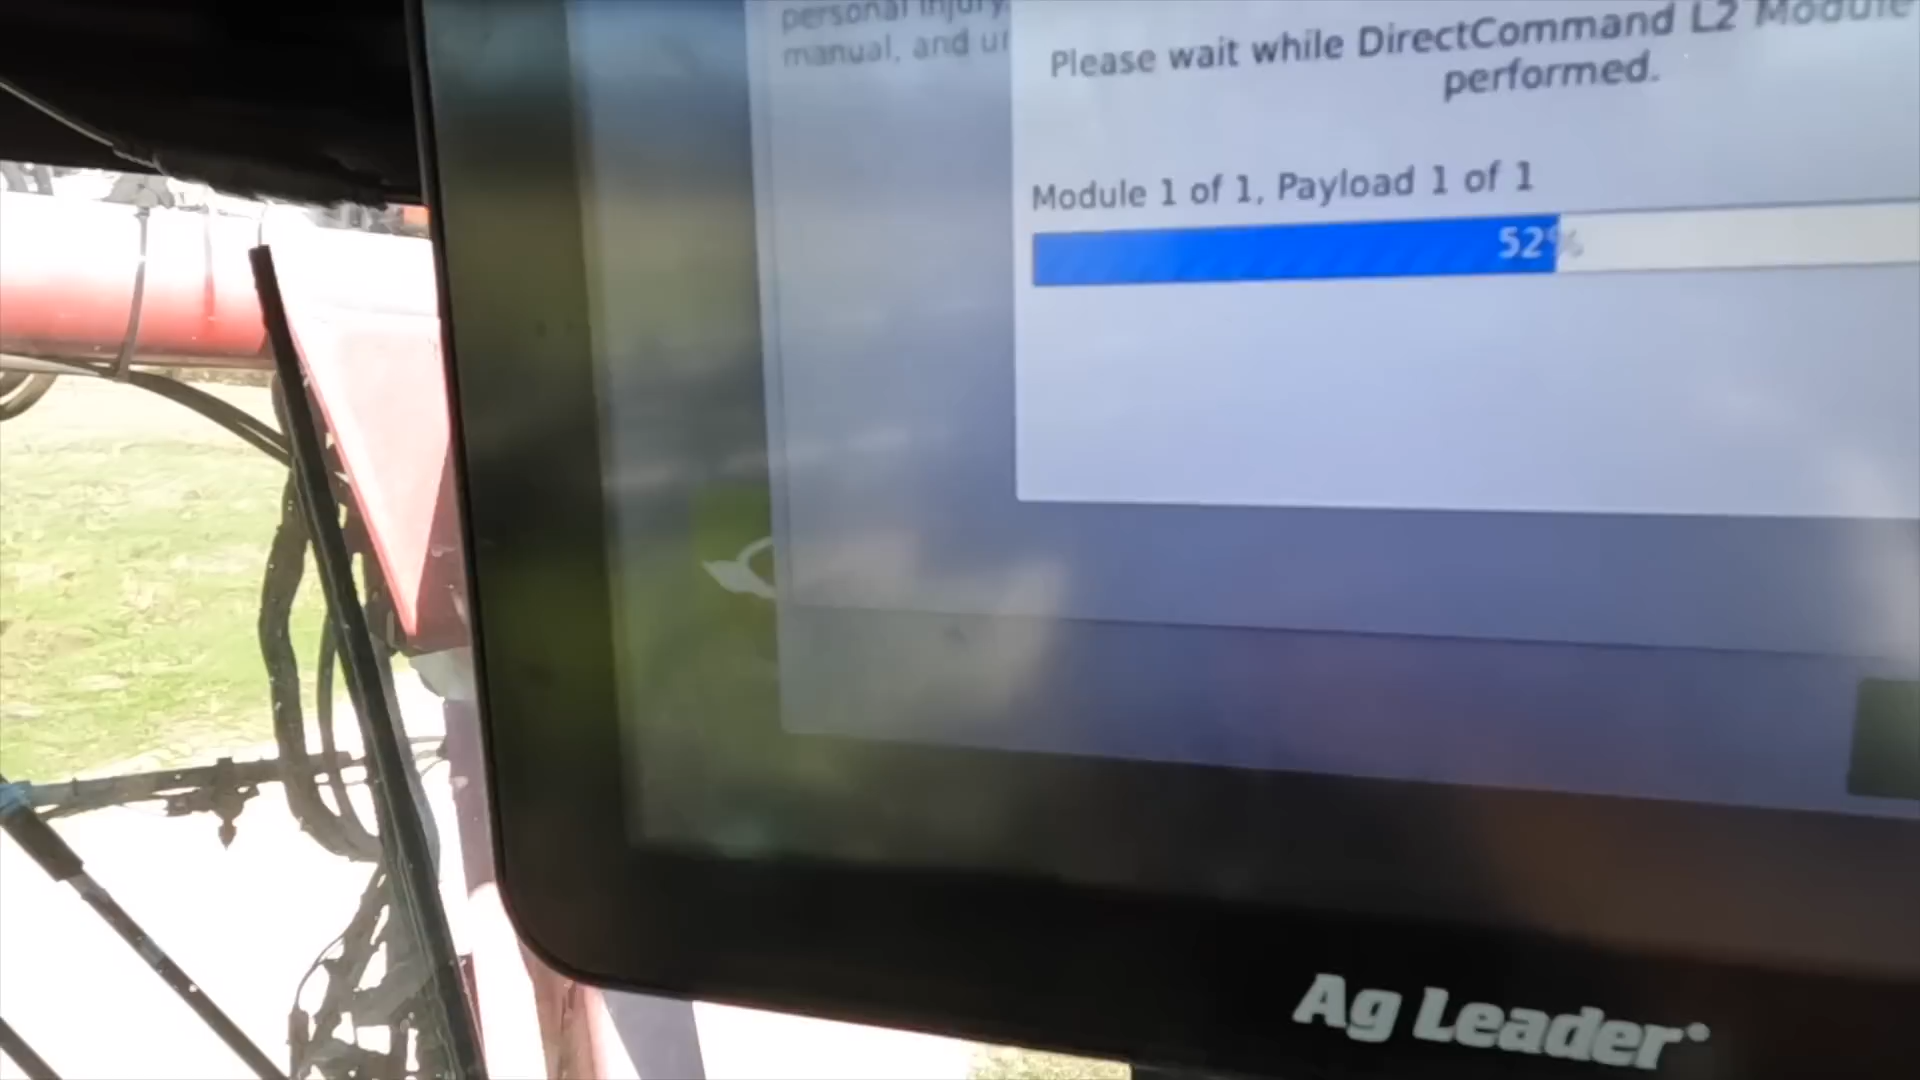 personal injury
manual, and
Please wait while DirectCommand L2 Module
performed.
Module 1 of 1, Payload 1 of 1
52%
Ag Leader